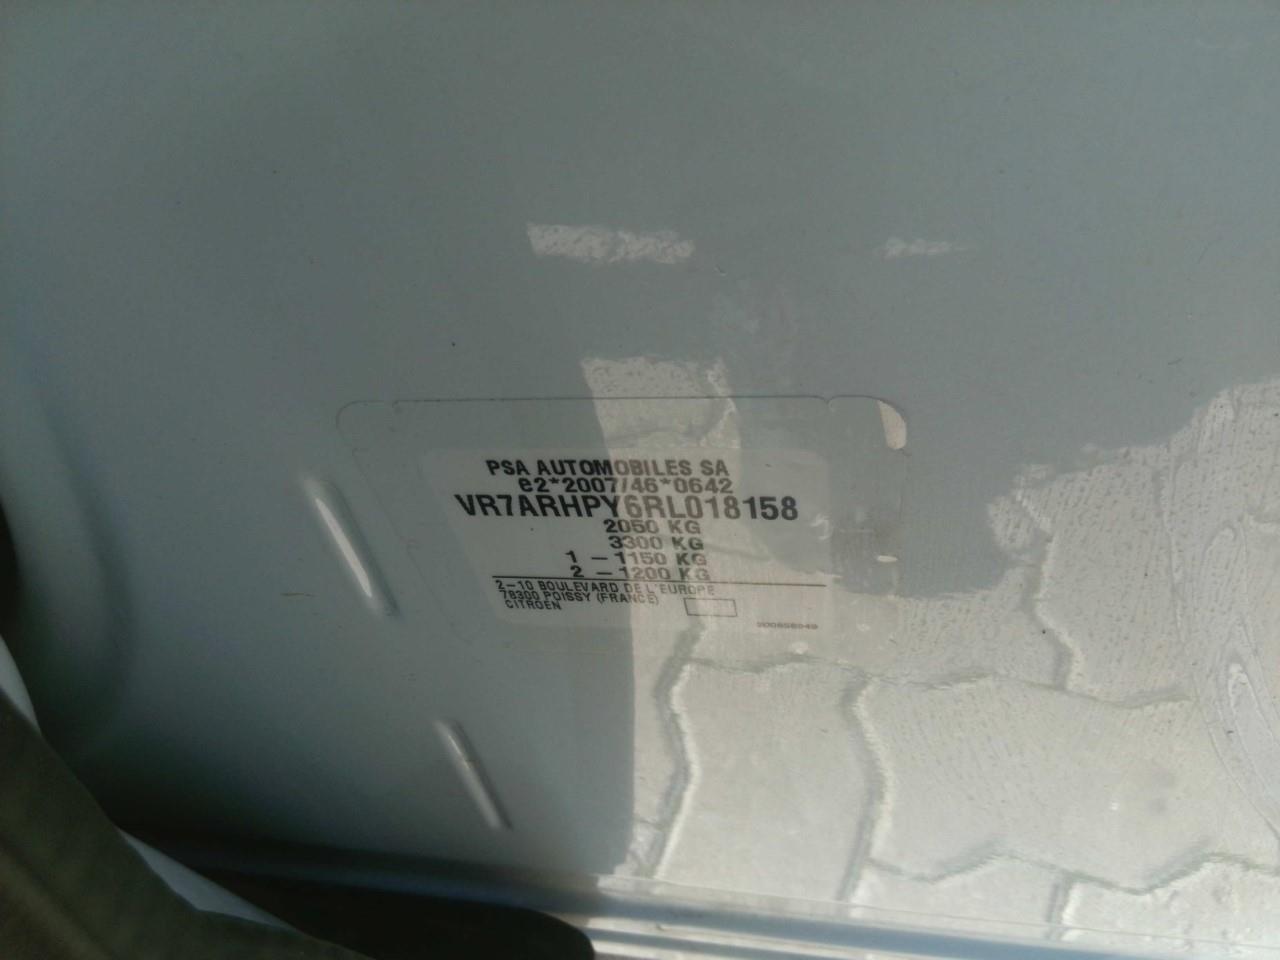 PSA AUTOMOBILES SA
e2*2007/46*0642
VR7ARHPY6RL018158
2050 KG
3300 KG
1 – 1150 KG
2 – 1200 KG
2–10 BOULEVARD DE L'EUROPE
78300 POISSY (FRANCE)
CITROEN